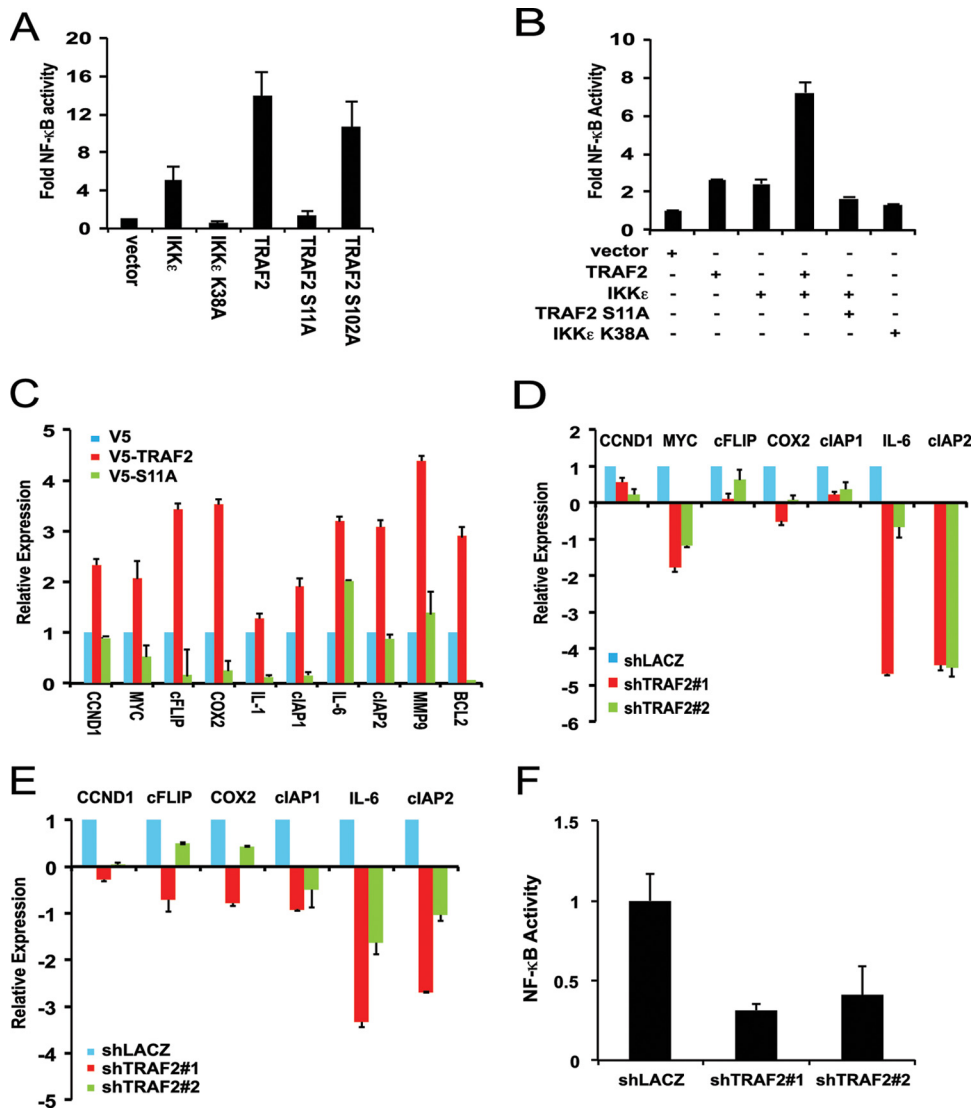 A
Fold NF-κB activity
20
16
12
8
4
0
vector
IKKε
IKKε K38A
TRAF2
TRAF2 S11A
TRAF2 S102A
B
Fold NF-κB Activity
10
8
6
4
2
0
vector + - - - - -
TRAF2 - + - + - -
IKKε - - + + + -
TRAF2 S11A - - - - + -
IKKε K38A - - - - - +
C
Relative Expression
5
4
3
2
1
0
V5
V5-TRAF2
V5-S11A
CCND1
MYC
cFLIP
COX2
IL-1
cIAP1
IL-6
cIAP2
MMP9
BCL2
D
Relative Expression
CCND1 MYC cFLIP COX2 cIAP1 IL-6 cIAP2
2
1
0
-1
-2
-3
-4
-5
-6
shLACZ
shTRAF2#1
shTRAF2#2
E
Relative Expression
CCND1 cFLIP COX2 cIAP1 IL-6 cIAP2
1
0
-1
-2
-3
-4
-5
shLACZ
shTRAF2#1
shTRAF2#2
F
NF-κB Activity
1.5
1
0.5
0
shLACZ shTRAF2#1 shTRAF2#2